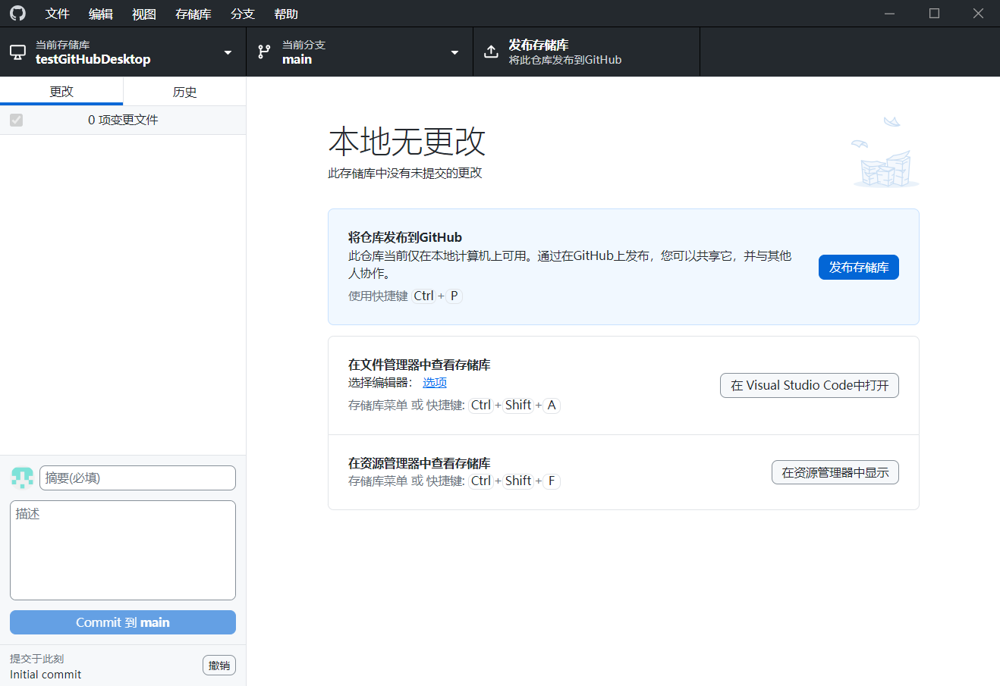 文件 编辑 视图 存储库 分支 帮助
当前存储库
testGitHubDesktop
当前分支
main
发布存储库
将此仓库发布到GitHub
更改
历史
0 项变更文件
本地无更改
此存储库中没有未提交的更改
将仓库发布到GitHub
此仓库当前仅在本地计算机上可用。通过在GitHub上发布，您可以共享它，并与其他
人协作。
使用快捷键 Ctrl + P
发布存储库
在文件管理器中查看存储库
选择编辑器： 选项
存储库菜单 或 快捷键: Ctrl + Shift + A
在 Visual Studio Code中打开
在资源管理器中查看存储库
存储库菜单 或 快捷键: Ctrl + Shift + F
在资源管理器中显示
摘要(必填)
描述
Commit 到 main
提交于此刻
Initial commit
撤销